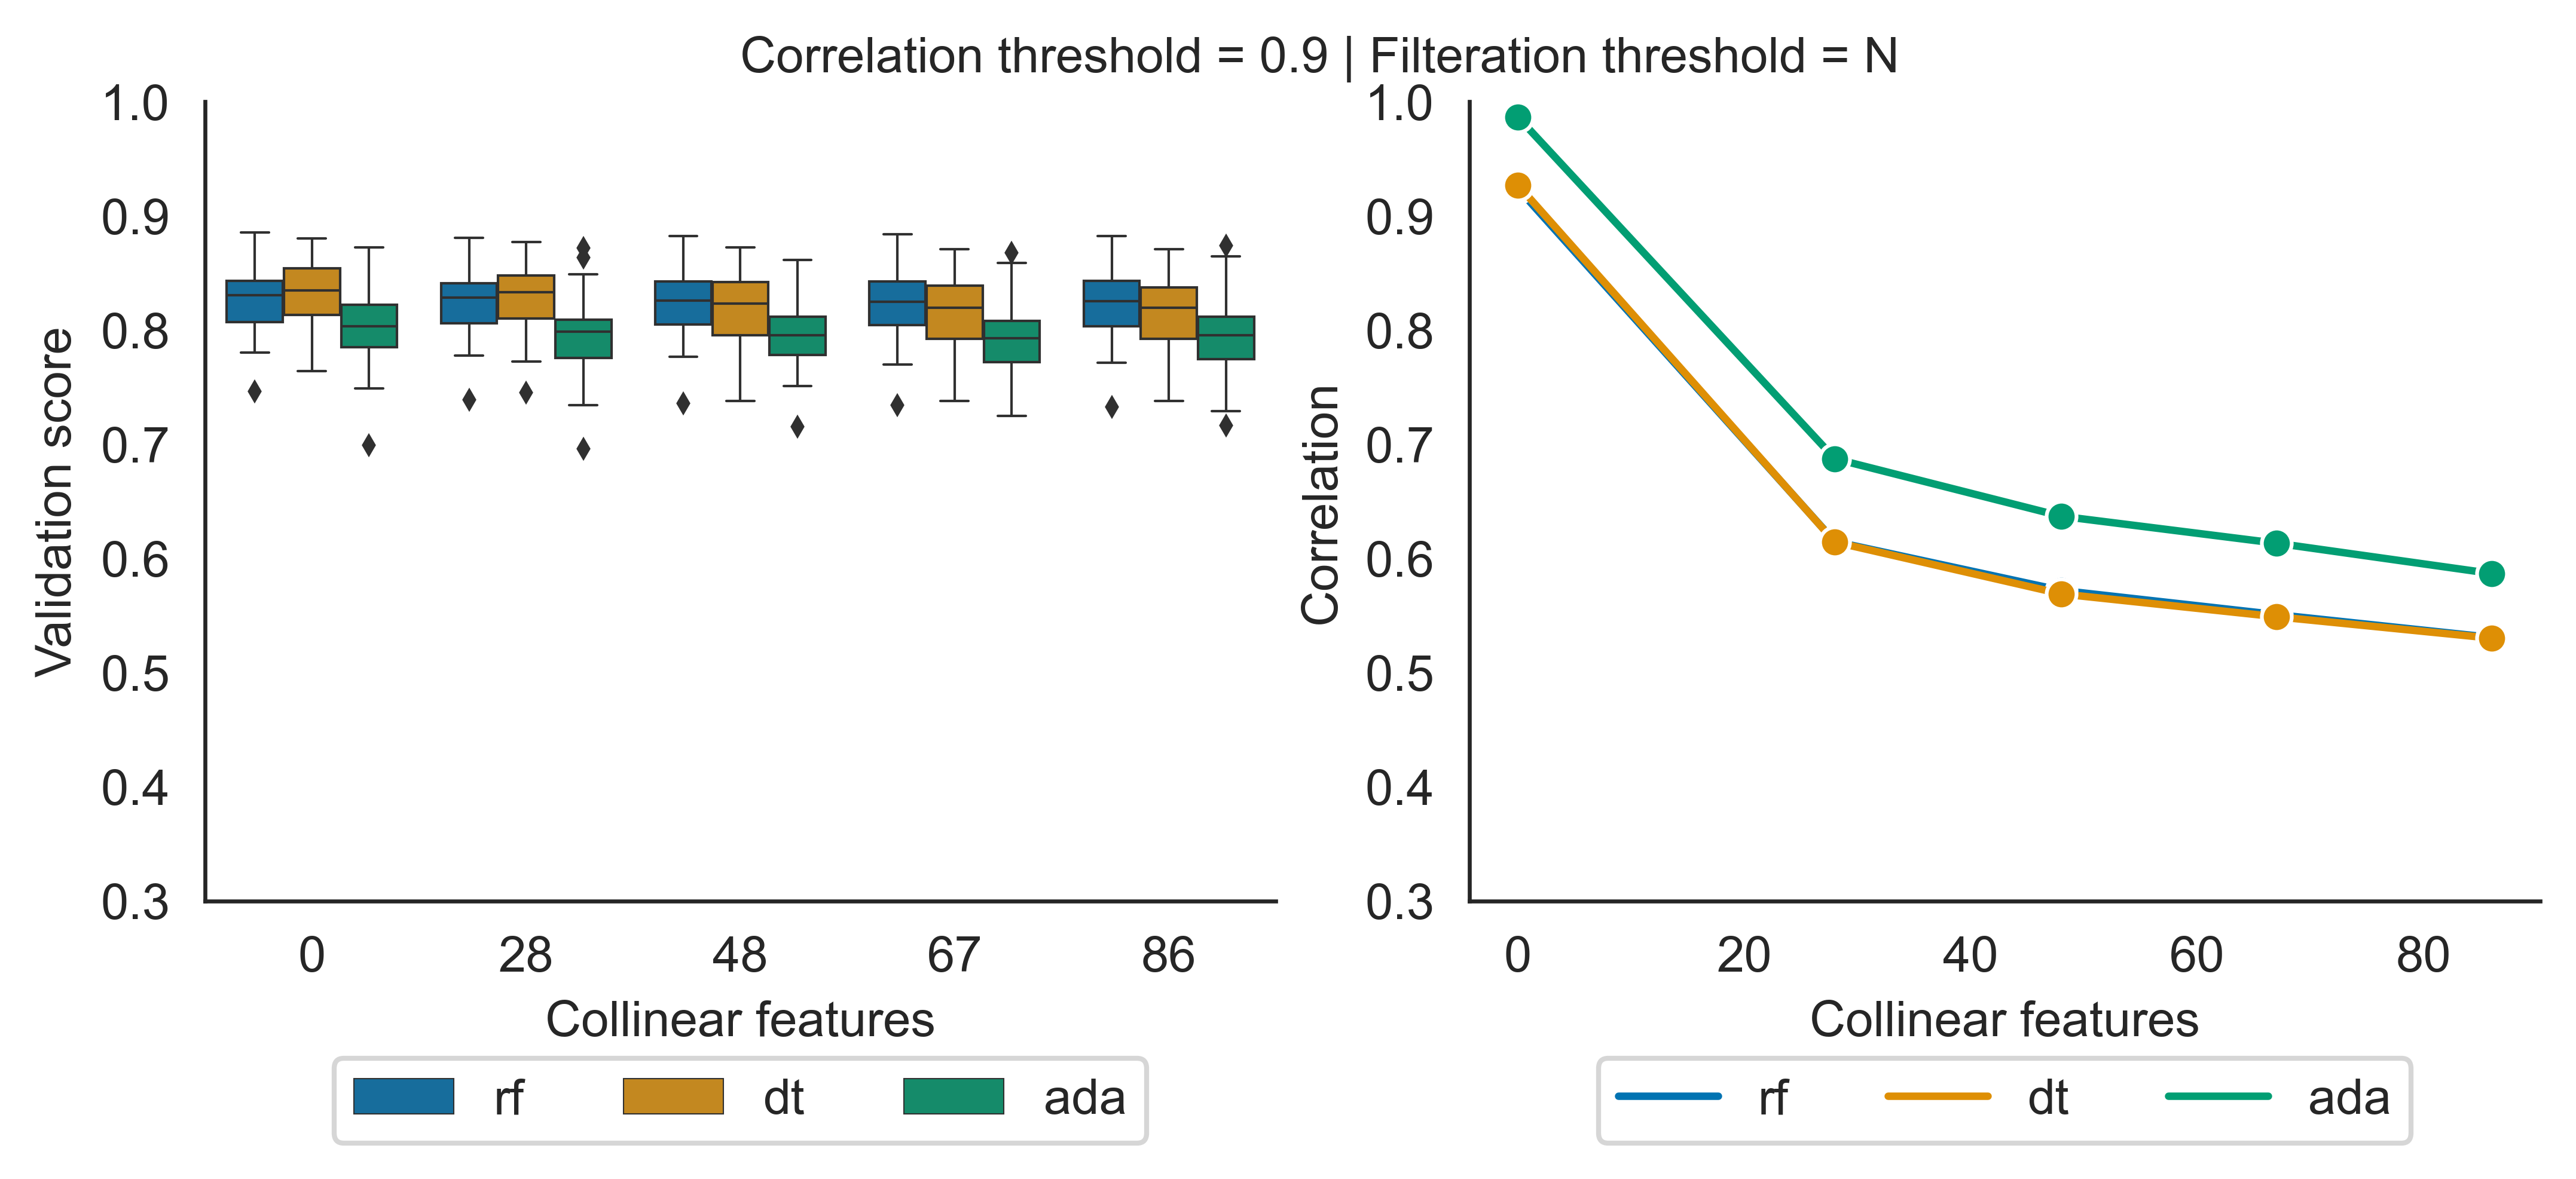 Correlation threshold = 0.9 | Filteration threshold = N
1.0
0.9
0.8
0.7
0.6
0.5
0.4
0.3
Validation score
0 28 48 67 86
Collinear features
rf dt ada
1.0
0.9
0.8
0.7
0.6
0.5
0.4
0.3
Correlation
0 20 40 60 80
Collinear features
rf dt ada